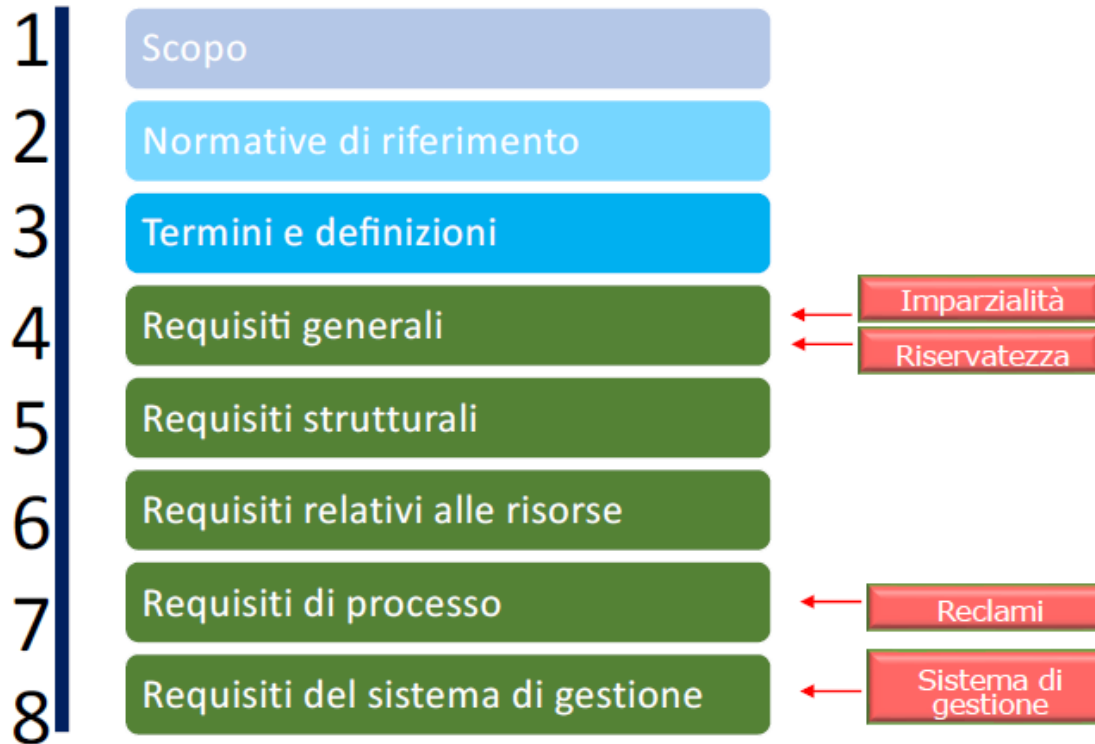 1 Scopo
2 Normative di riferimento
3 Termini e definizioni
4 Requisiti generali
Imparzialità
Riservatezza
5 Requisiti strutturali
6 Requisiti relativi alle risorse
7 Requisiti di processo
Reclami
8 Requisiti del sistema di gestione
Sistema di
gestione